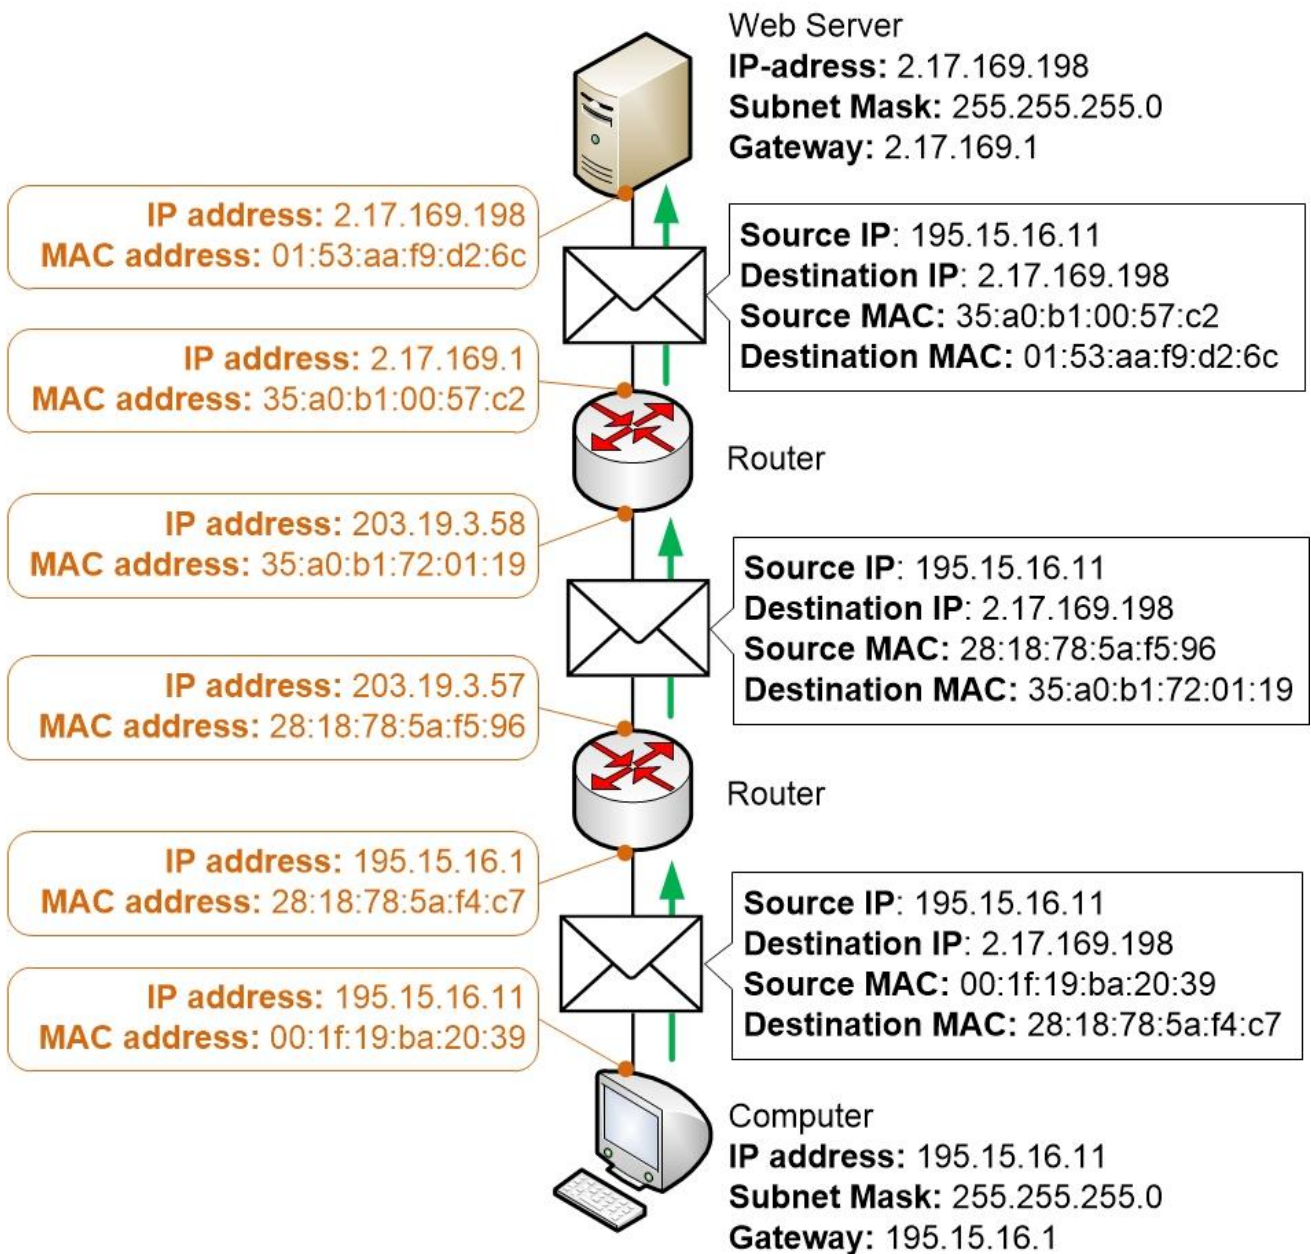 Web Server
IP-adress: 2.17.169.198
Subnet Mask: 255.255.255.0
Gateway: 2.17.169.1
IP address: 2.17.169.198
MAC address: 01:53:aa:f9:d2:6c
Source IP: 195.15.16.11
Destination IP: 2.17.169.198
Source MAC: 35:a0:b1:00:57:c2
Destination MAC: 01:53:aa:f9:d2:6c
IP address: 2.17.169.1
MAC address: 35:a0:b1:00:57:c2
Router
IP address: 203.19.3.58
MAC address: 35:a0:b1:72:01:19
Source IP: 195.15.16.11
Destination IP: 2.17.169.198
Source MAC: 28:18:78:5a:f5:96
Destination MAC: 35:a0:b1:72:01:19
IP address: 203.19.3.57
MAC address: 28:18:78:5a:f5:96
Router
IP address: 195.15.16.1
MAC address: 28:18:78:5a:f4:c7
Source IP: 195.15.16.11
Destination IP: 2.17.169.198
Source MAC: 00:1f:19:ba:20:39
Destination MAC: 28:18:78:5a:f4:c7
IP address: 195.15.16.11
MAC address: 00:1f:19:ba:20:39
Computer
IP address: 195.15.16.11
Subnet Mask: 255.255.255.0
Gateway: 195.15.16.1